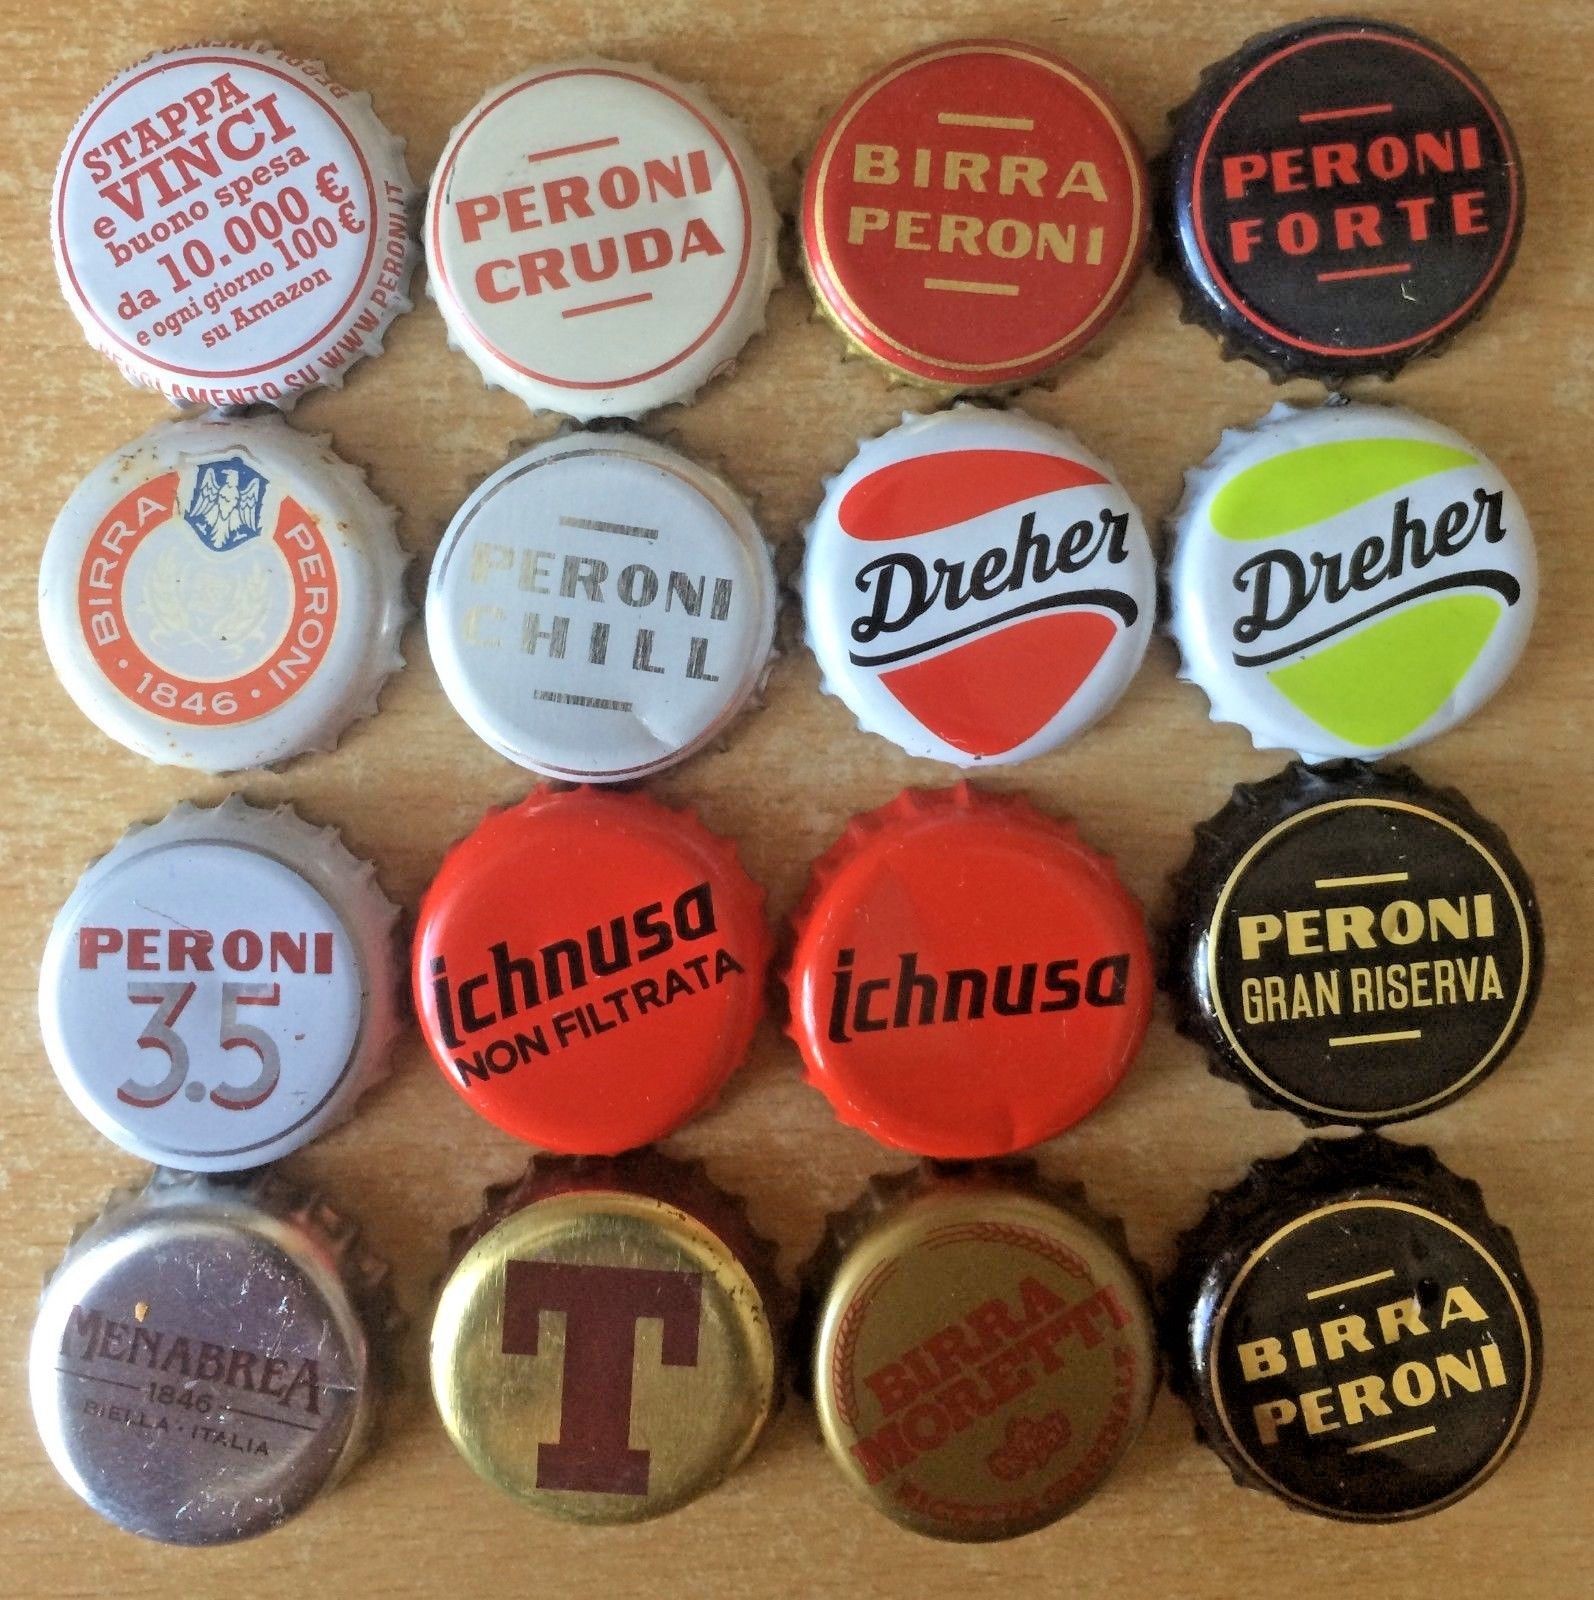 STAPPA
e VINCI
buono spesa
da 10.000 €
e ogni giorno 100 €
su Amazon
REGOLAMENTO SU WWW.PERONI.IT
PERONI
CRUDA
BIRRA
PERONI
PERONI
FORTE
BIRRA PERONI
· 1846 ·
PERONI
CHILL
Dreher
Dreher
PERONI
3.5
ichnusa
NON FILTRATA
ichnusa
PERONI
GRAN RISERVA
MENABREA
1846
BIELLA · ITALIA
T
BIRRA
MORETTI
BIRRA
PERONI